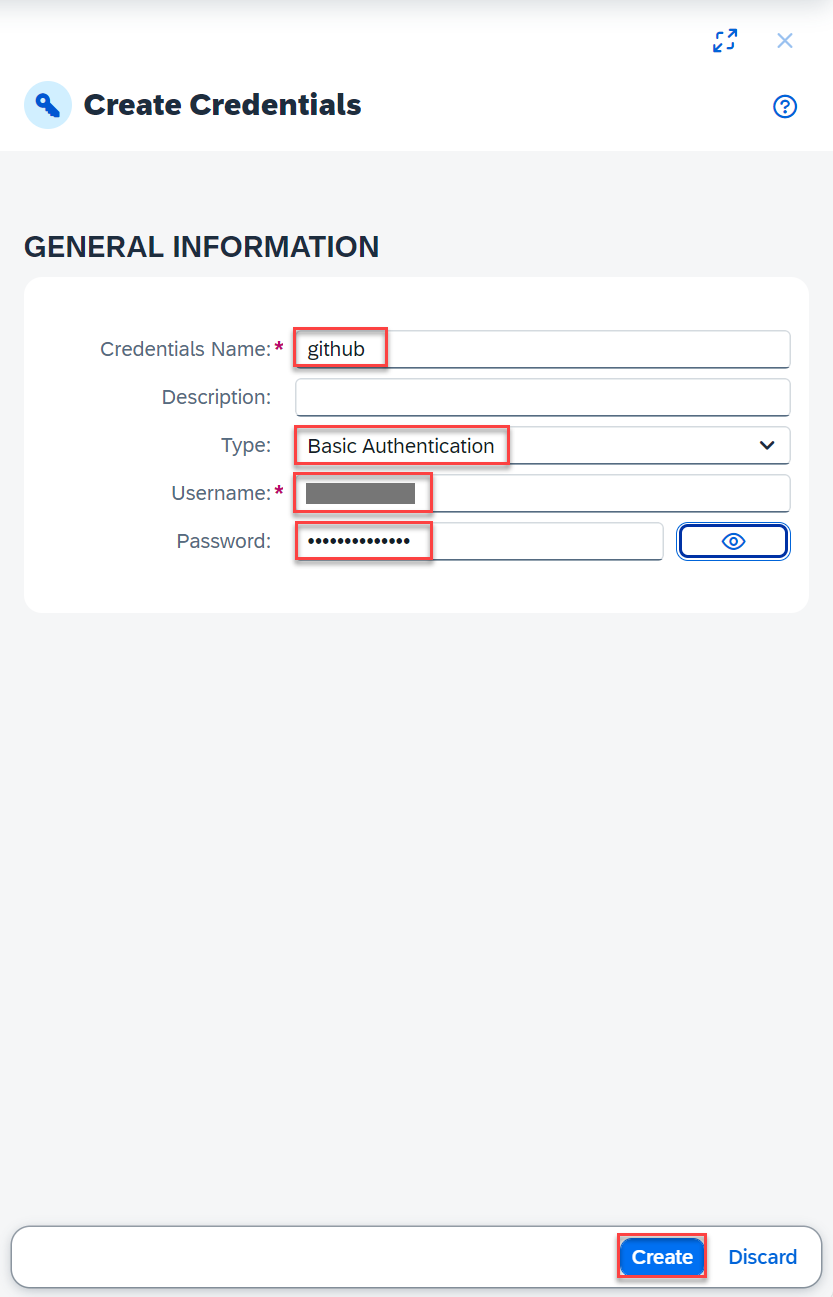 Create Credentials
GENERAL INFORMATION
Credentials Name:* github
Description:
Type: Basic Authentication
Username:*
Password: ••••••••••••••
Create Discard